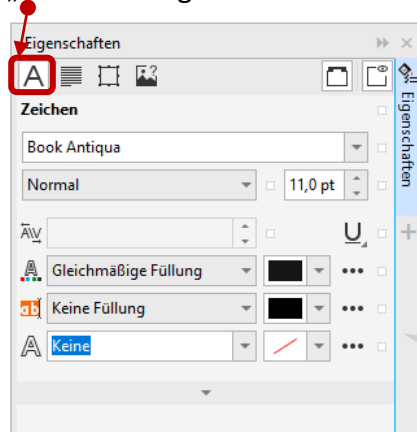 Eigenschaften
A
Zeichen
Book Antiqua
Normal
11,0 pt
Gleichmäßige Füllung
Keine Füllung
Keine
Eigenschaften